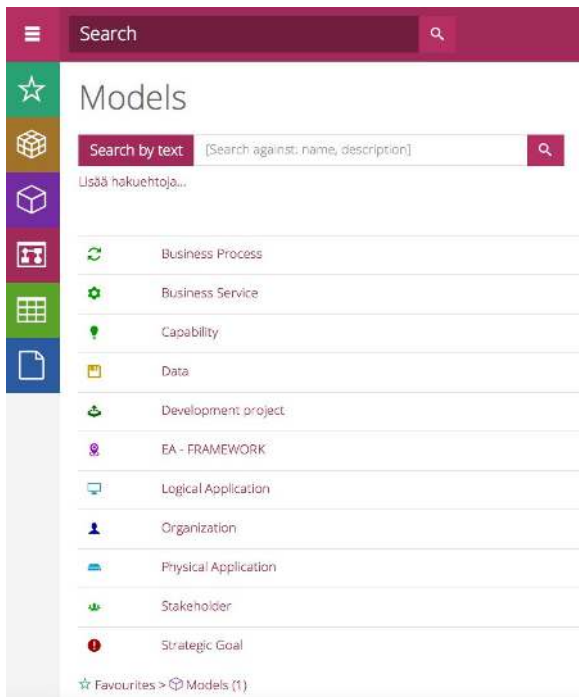 Search
Models
Search by text [Search against: name, description]
Lisää hakuehtoja...
Business Process
Business Service
Capability
Data
Development project
EA - FRAMEWORK
Logical Application
Organization
Physical Application
Stakeholder
Strategic Goal
Favourites > Models (1)